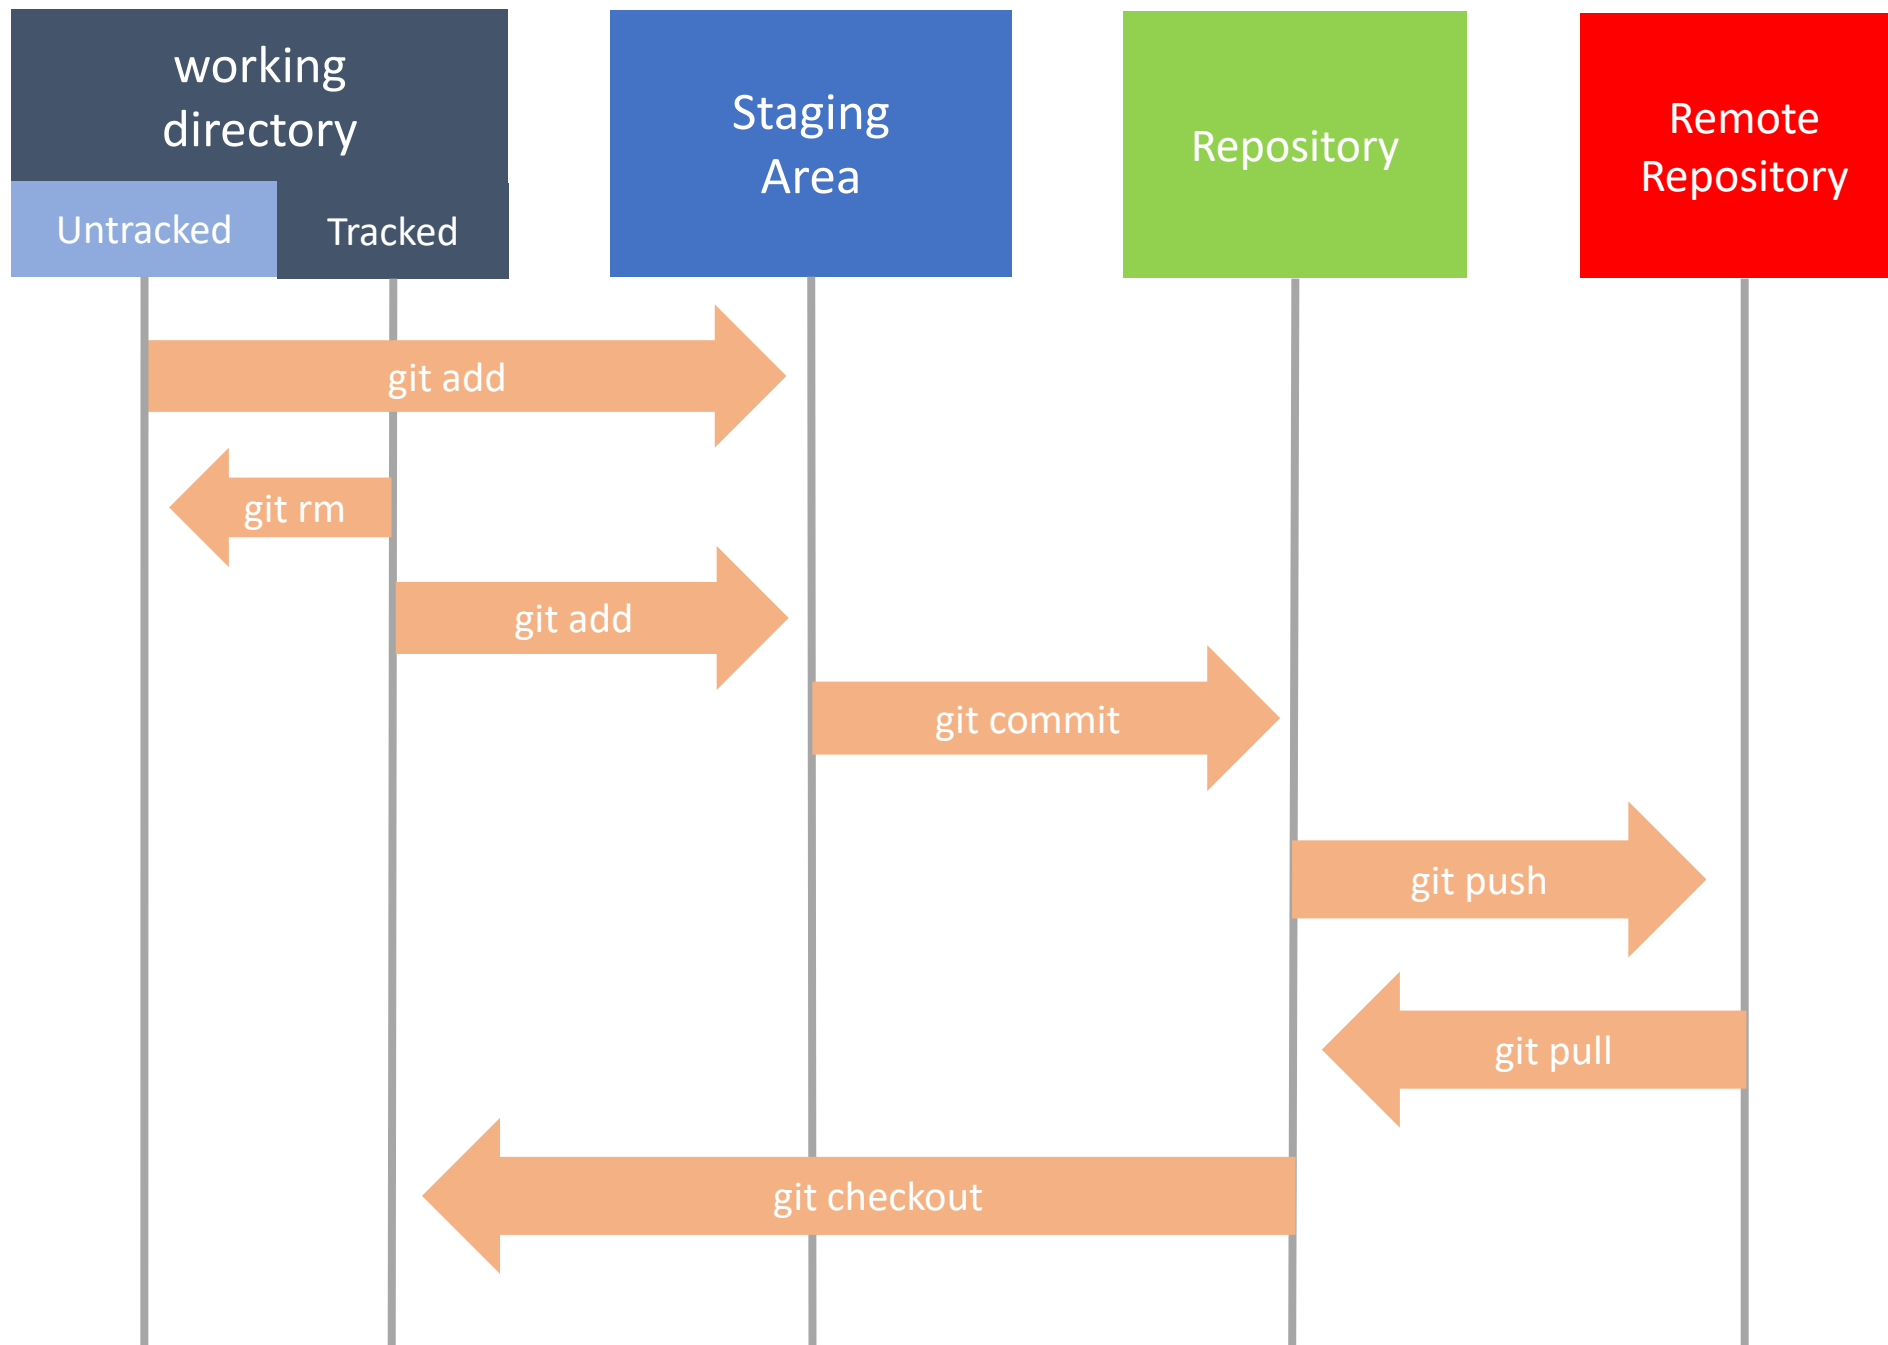 working
directory
Untracked
Tracked
Staging
Area
Repository
Remote
Repository
git add
git rm
git add
git commit
git push
git pull
git checkout